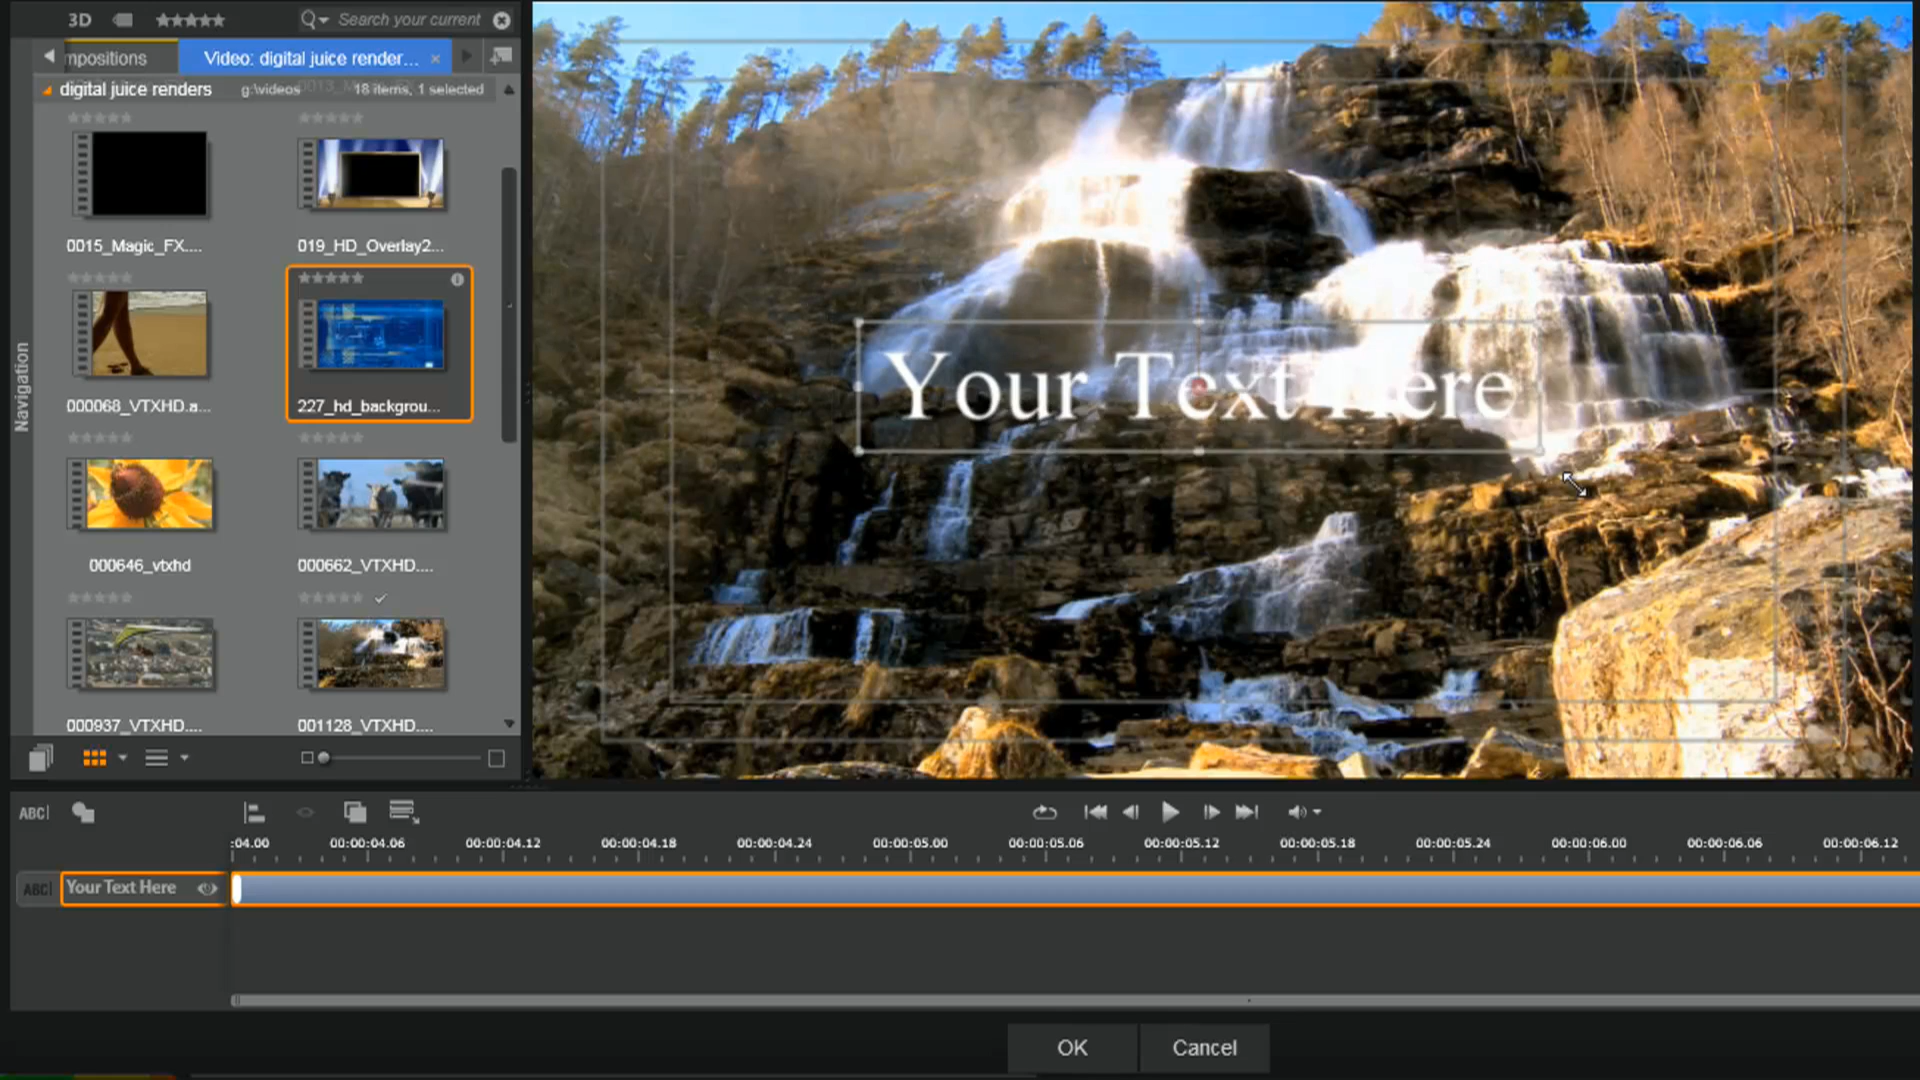 3D
Search your current
mpositions
Video: digital juice render...
digital juice renders
g:\videos
18 items, 1 selected
0015_Magic_FX....
019_HD_Overlay2...
000068_VTXHD.a...
227_hd_backgrou...
000646_vtxhd
000662_VTXHD....
000937_VTXHD....
001128_VTXHD....
Navigation
Your Text Here
ABC
:04.00
00:00:04.06
00:00:04.12
00:00:04.18
00:00:04.24
00:00:05.00
00:00:05.06
00:00:05.12
00:00:05.18
00:00:05.24
00:00:06.00
00:00:06.06
00:00:06.12
ABC
Your Text Here
OK
Cancel